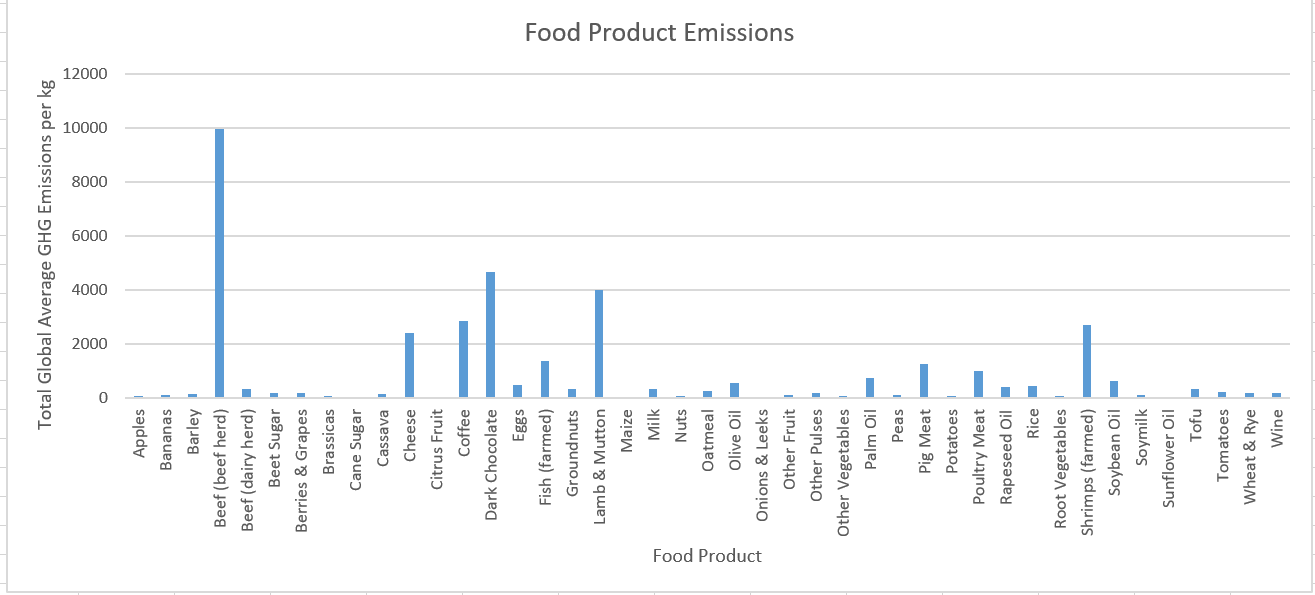 Food Product Emissions
Total Global Average GHG Emissions per kg
12000
10000
8000
6000
4000
2000
0
Apples
Bananas
Barley
Beef (beef herd)
Beef (dairy herd)
Beet Sugar
Berries & Grapes
Brassicas
Cane Sugar
Cassava
Cheese
Citrus Fruit
Coffee
Dark Chocolate
Eggs
Fish (farmed)
Groundnuts
Lamb & Mutton
Maize
Milk
Nuts
Oatmeal
Olive Oil
Onions & Leeks
Other Fruit
Other Pulses
Other Vegetables
Palm Oil
Peas
Pig Meat
Potatoes
Poultry Meat
Rapeseed Oil
Rice
Root Vegetables
Shrimps (farmed)
Soybean Oil
Soymilk
Sunflower Oil
Tofu
Tomatoes
Wheat & Rye
Wine
Food Product